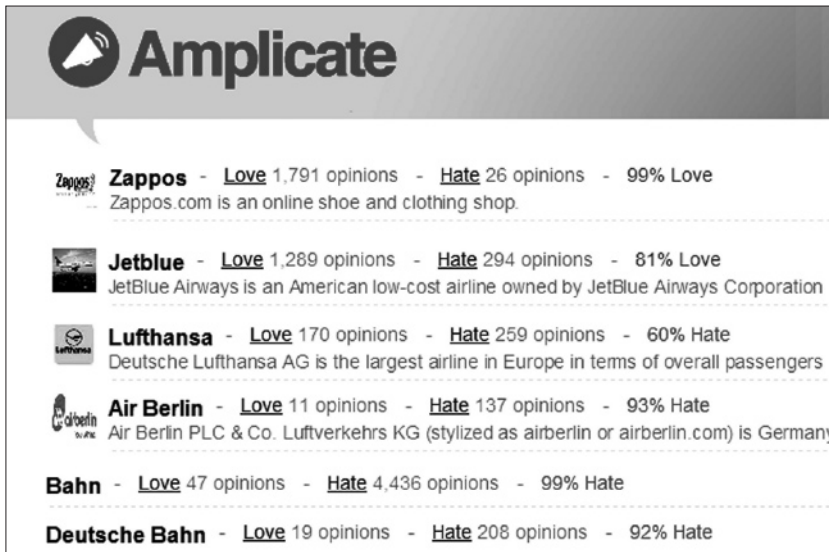 Amplicate
Zappos
Zappos - Love 1,791 opinions - Hate 26 opinions - 99% Love
Zappos.com is an online shoe and clothing shop.
Jetblue - Love 1,289 opinions - Hate 294 opinions - 81% Love
JetBlue Airways is an American low-cost airline owned by JetBlue Airways Corporation
Lufthansa
Lufthansa - Love 170 opinions - Hate 259 opinions - 60% Hate
Deutsche Lufthansa AG is the largest airline in Europe in terms of overall passengers
airberlin
Air Berlin - Love 11 opinions - Hate 137 opinions - 93% Hate
Air Berlin PLC & Co. Luftverkehrs KG (stylized as airberlin or airberlin.com) is Germany
Bahn - Love 47 opinions - Hate 4,436 opinions - 99% Hate
Deutsche Bahn - Love 19 opinions - Hate 208 opinions - 92% Hate